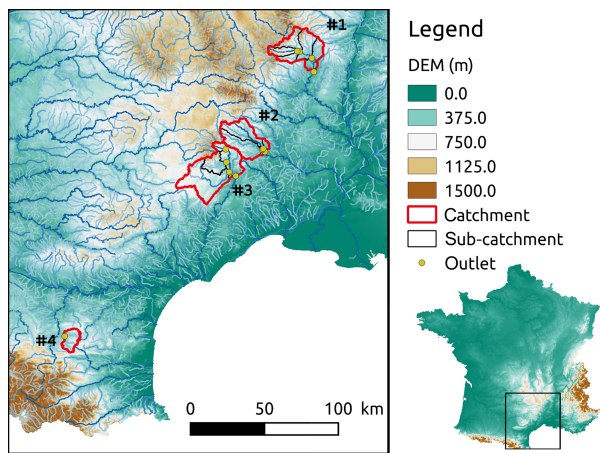 #1
#2
#3
#4
0 50 100 km
Legend
DEM (m)
0.0
375.0
750.0
1125.0
1500.0
Catchment
Sub-catchment
Outlet